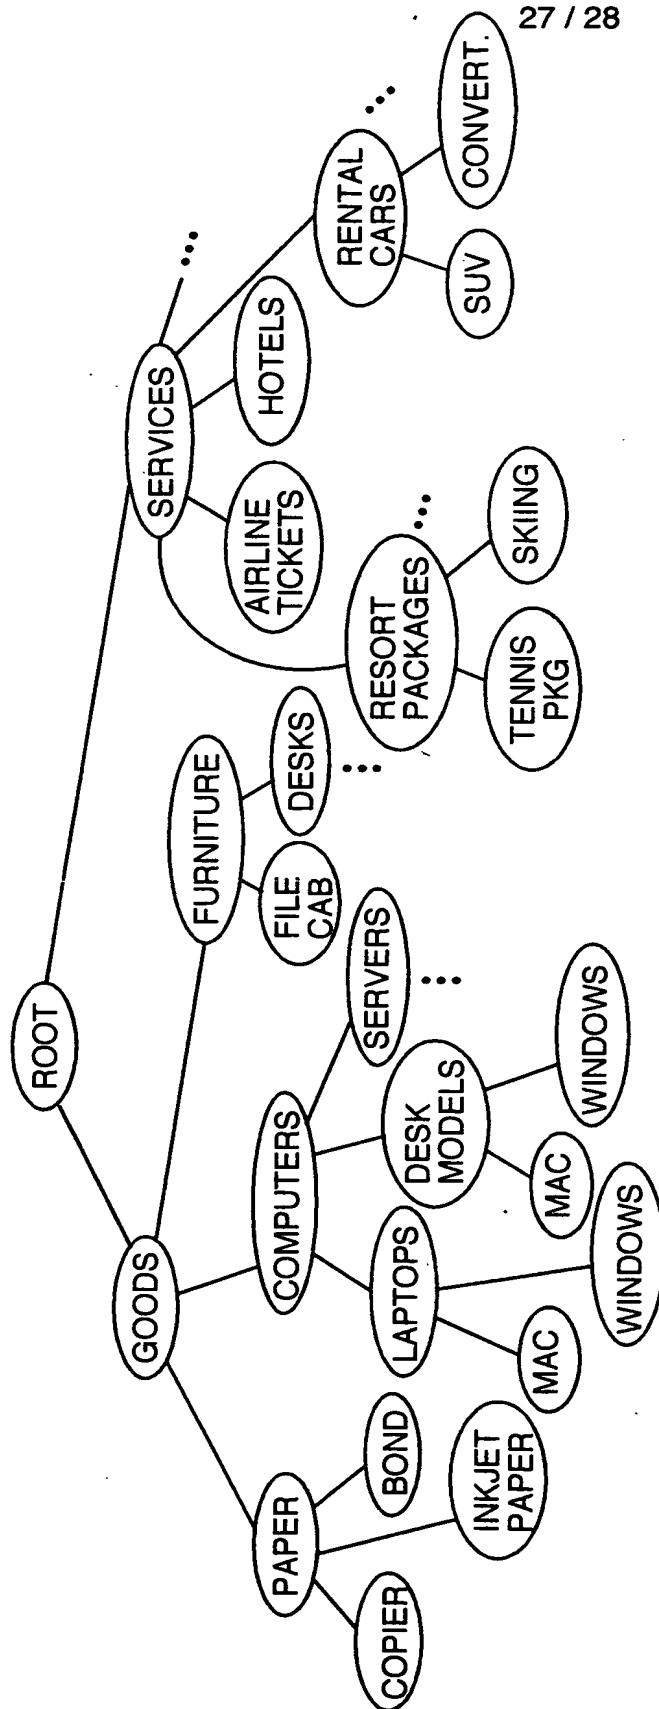 27 / 28
ROOT
GOODS
SERVICES
PAPER
COMPUTERS
FURNITURE
AIRLINE
TICKETS
HOTELS
RENTAL
CARS
COPIER
BOND
INKJET
PAPER
LAPTOPS
DESK
MODELS
SERVERS
FILE
CAB
DESKS
RESORT
PACKAGES
SUV
CONVERT.
MAC
WINDOWS
MAC
WINDOWS
TENNIS
PKG
SKIING